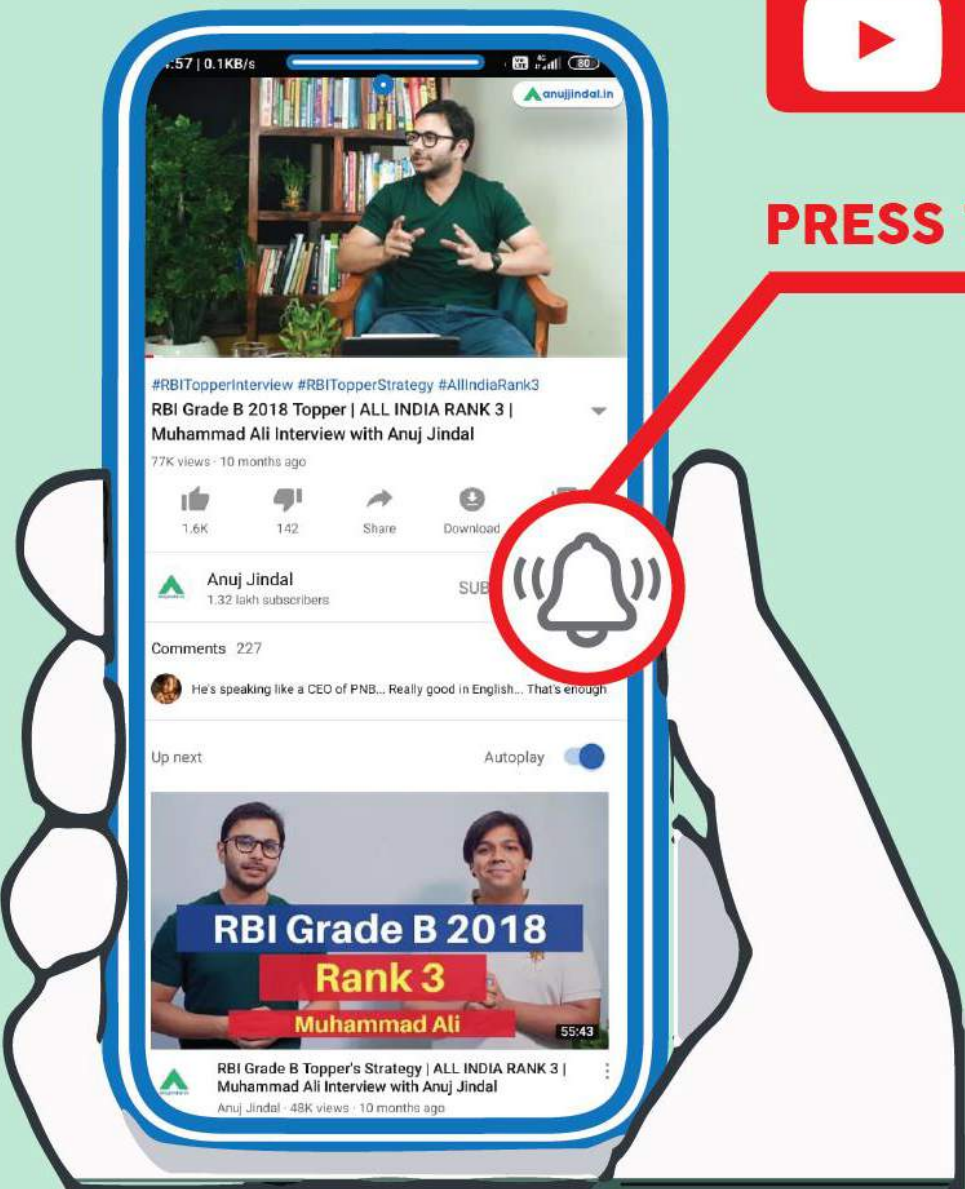 :57 | 0.1KB/s
80
anujjindal.in
PRESS
#RBITopperInterview #RBITopperStrategy #AllIndiaRank3
RBI Grade B 2018 Topper | ALL INDIA RANK 3 |
Muhammad Ali Interview with Anuj Jindal
77K views · 10 months ago
1.6K 142 Share Download
Anuj Jindal SUB
1.32 lakh subscribers
Comments 227
He's speaking like a CEO of PNB... Really good in English... That's enough
Up next Autoplay
RBI Grade B 2018
Rank 3
Muhammad Ali
55:43
RBI Grade B Topper's Strategy | ALL INDIA RANK 3 |
Muhammad Ali Interview with Anuj Jindal
Anuj Jindal · 48K views · 10 months ago